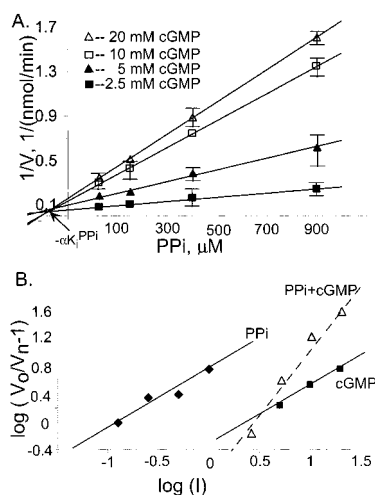 A.
△-- 20 mM cGMP
□-- 10 mM cGMP
▲-- 5 mM cGMP
■--2.5 mM cGMP
1/V, 1/(nmol/min)
1.7
1.3
0.9
0.5
0.1
-αKiPPi
100 300 500 700 900
PPi, μM
B.
PPi+cGMP
PPi
cGMP
log (Vo/Vn-1)
1.6
1.2
0.8
0.4
0
-0.4
-1 -0.5 0 0.5 1 1.5
log (I)